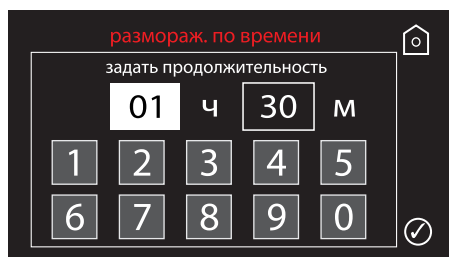 размораж. по времени
задать продолжительность
01 ч 30 м
1 2 3 4 5
6 7 8 9 0